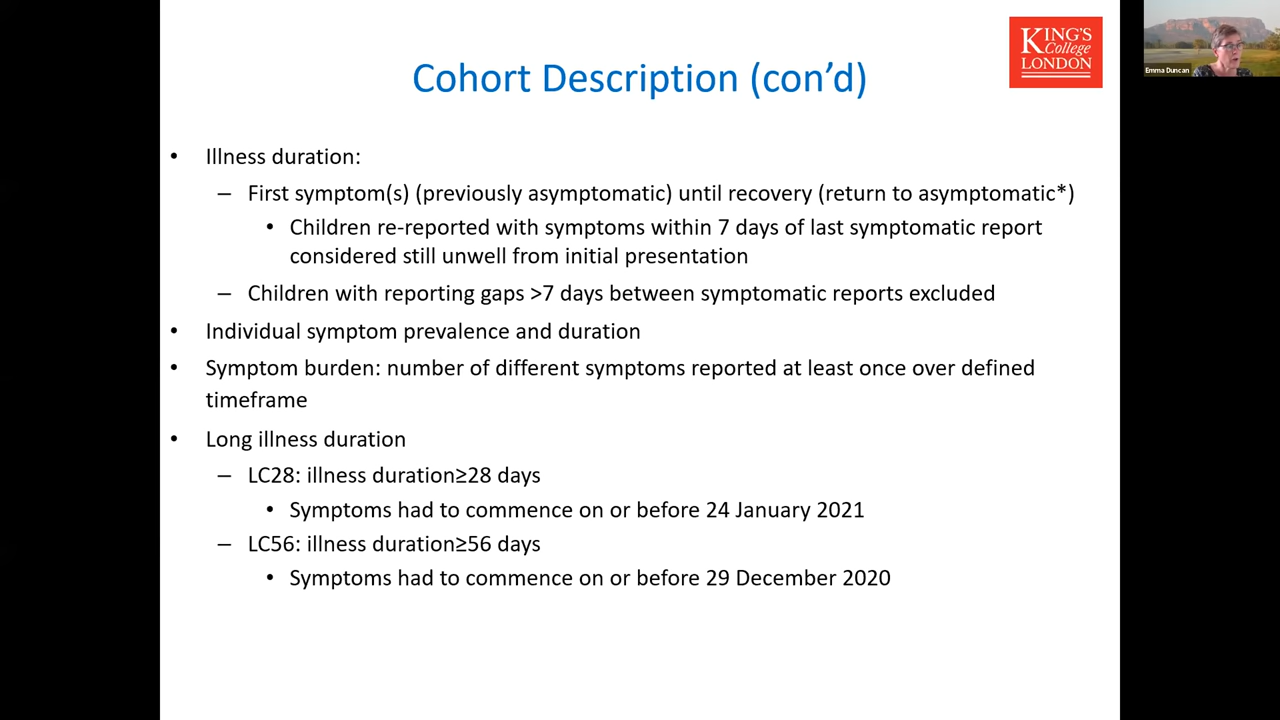 KING'S
College
LONDON
Emma Duncan
Cohort Description (con'd)
• Illness duration:
– First symptom(s) (previously asymptomatic) until recovery (return to asymptomatic*)
• Children re-reported with symptoms within 7 days of last symptomatic report
considered still unwell from initial presentation
– Children with reporting gaps >7 days between symptomatic reports excluded
• Individual symptom prevalence and duration
• Symptom burden: number of different symptoms reported at least once over defined
timeframe
• Long illness duration
– LC28: illness duration≥28 days
• Symptoms had to commence on or before 24 January 2021
– LC56: illness duration≥56 days
• Symptoms had to commence on or before 29 December 2020